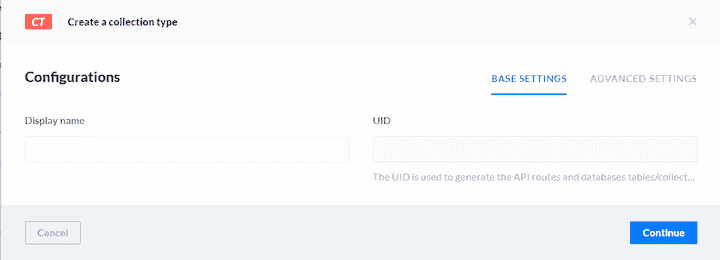 CT Create a collection type
Configurations
BASE SETTINGS ADVANCED SETTINGS
Display name
UID
The UID is used to generate the API routes and databases tables/collect...
Cancel
Continue